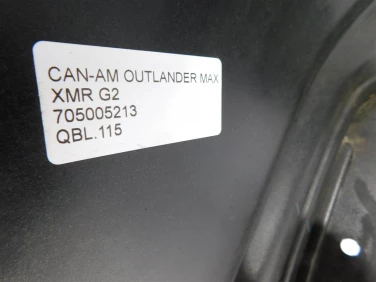 CAN-AM OUTLANDER MAX
XMR G2
705005213
QBL.115